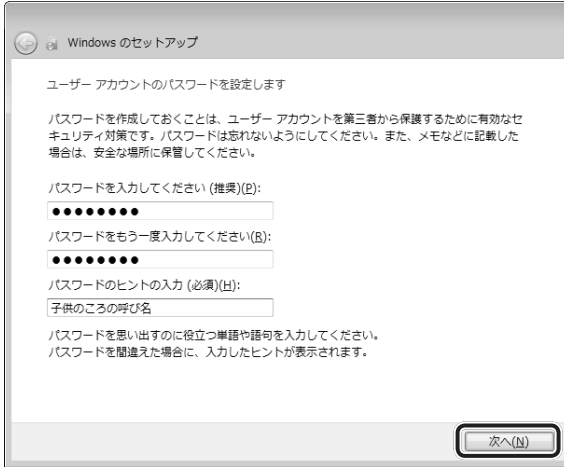 Windows のセットアップ
ユーザー アカウントのパスワードを設定します
パスワードを作成しておくことは、ユーザー アカウントを第三者から保護するために有効なセ
キュリティ対策です。パスワードは忘れないようにしてください。また、メモなどに記載した
場合は、安全な場所に保管してください。
パスワードを入力してください (推奨)(P):
●●●●●●●●
パスワードをもう一度入力してください(R):
●●●●●●●●
パスワードのヒントの入力 (必須)(H):
子供のころの呼び名
パスワードを思い出すのに役立つ単語や語句を入力してください。
パスワードを間違えた場合に、入力したヒントが表示されます。
次へ(N)